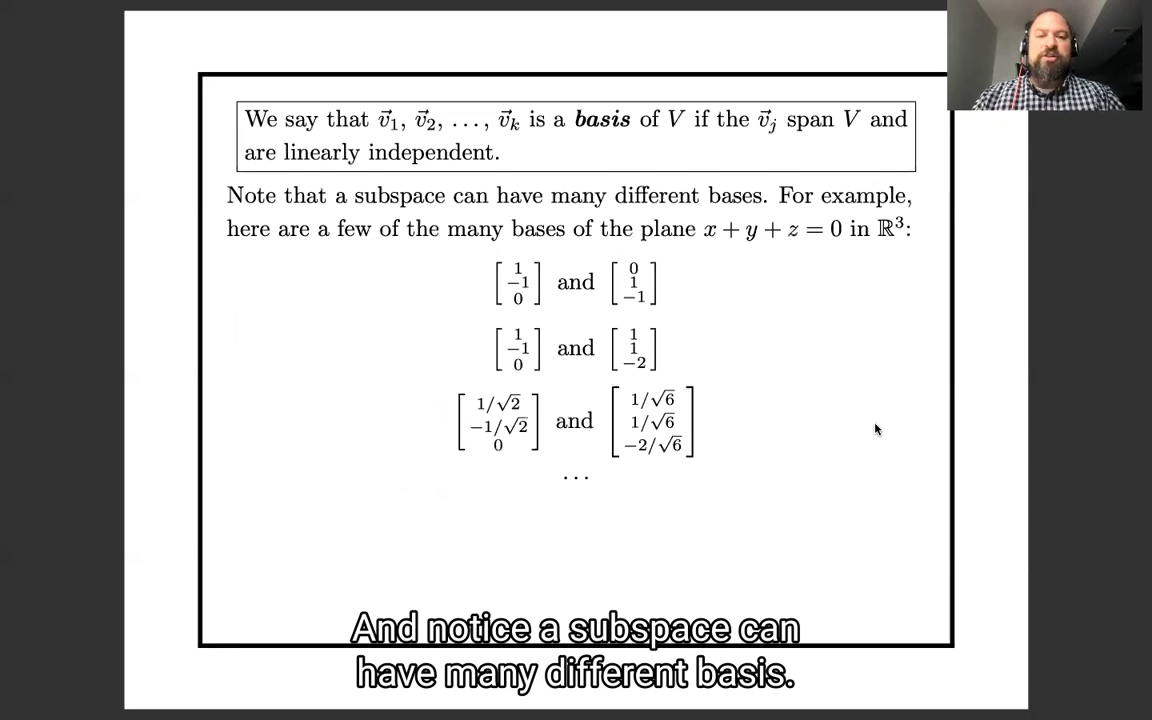 We say that v⃗₁, v⃗₂, …, v⃗ₖ is a basis of V if the v⃗ⱼ span V and
are linearly independent.
Note that a subspace can have many different bases. For example,
here are a few of the many bases of the plane x + y + z = 0 in ℝ³:
[1 −1 0] and [0 1 −1]
[1 −1 0] and [1 1 −2]
[1/√2 −1/√2 0] and [1/√6 1/√6 −2/√6]
…
And notice a subspace can
have many different basis.